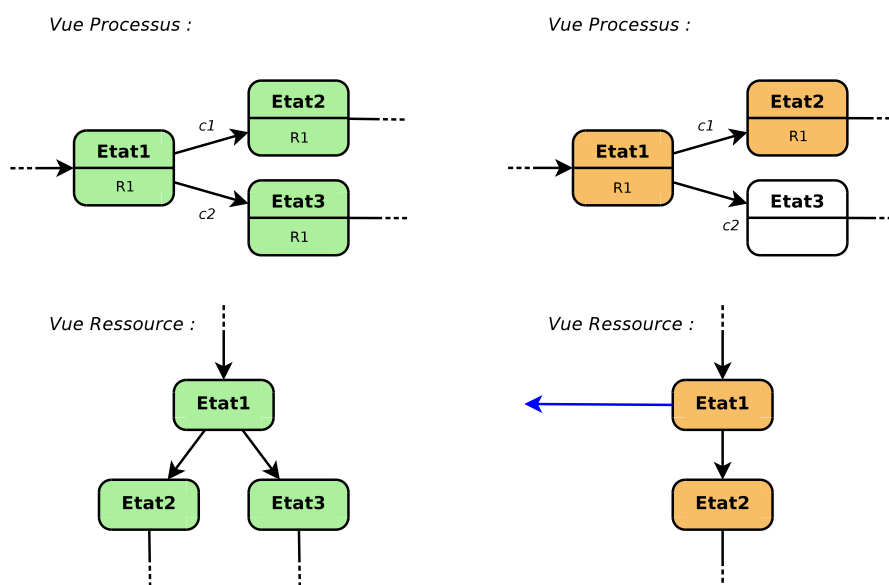 Vue Processus :
Etat1
R1
c1
c2
Etat2
R1
Etat3
R1
Vue Processus :
Etat1
R1
c1
c2
Etat2
R1
Etat3
Vue Ressource :
Etat1
Etat2
Etat3
Vue Ressource :
Etat1
Etat2